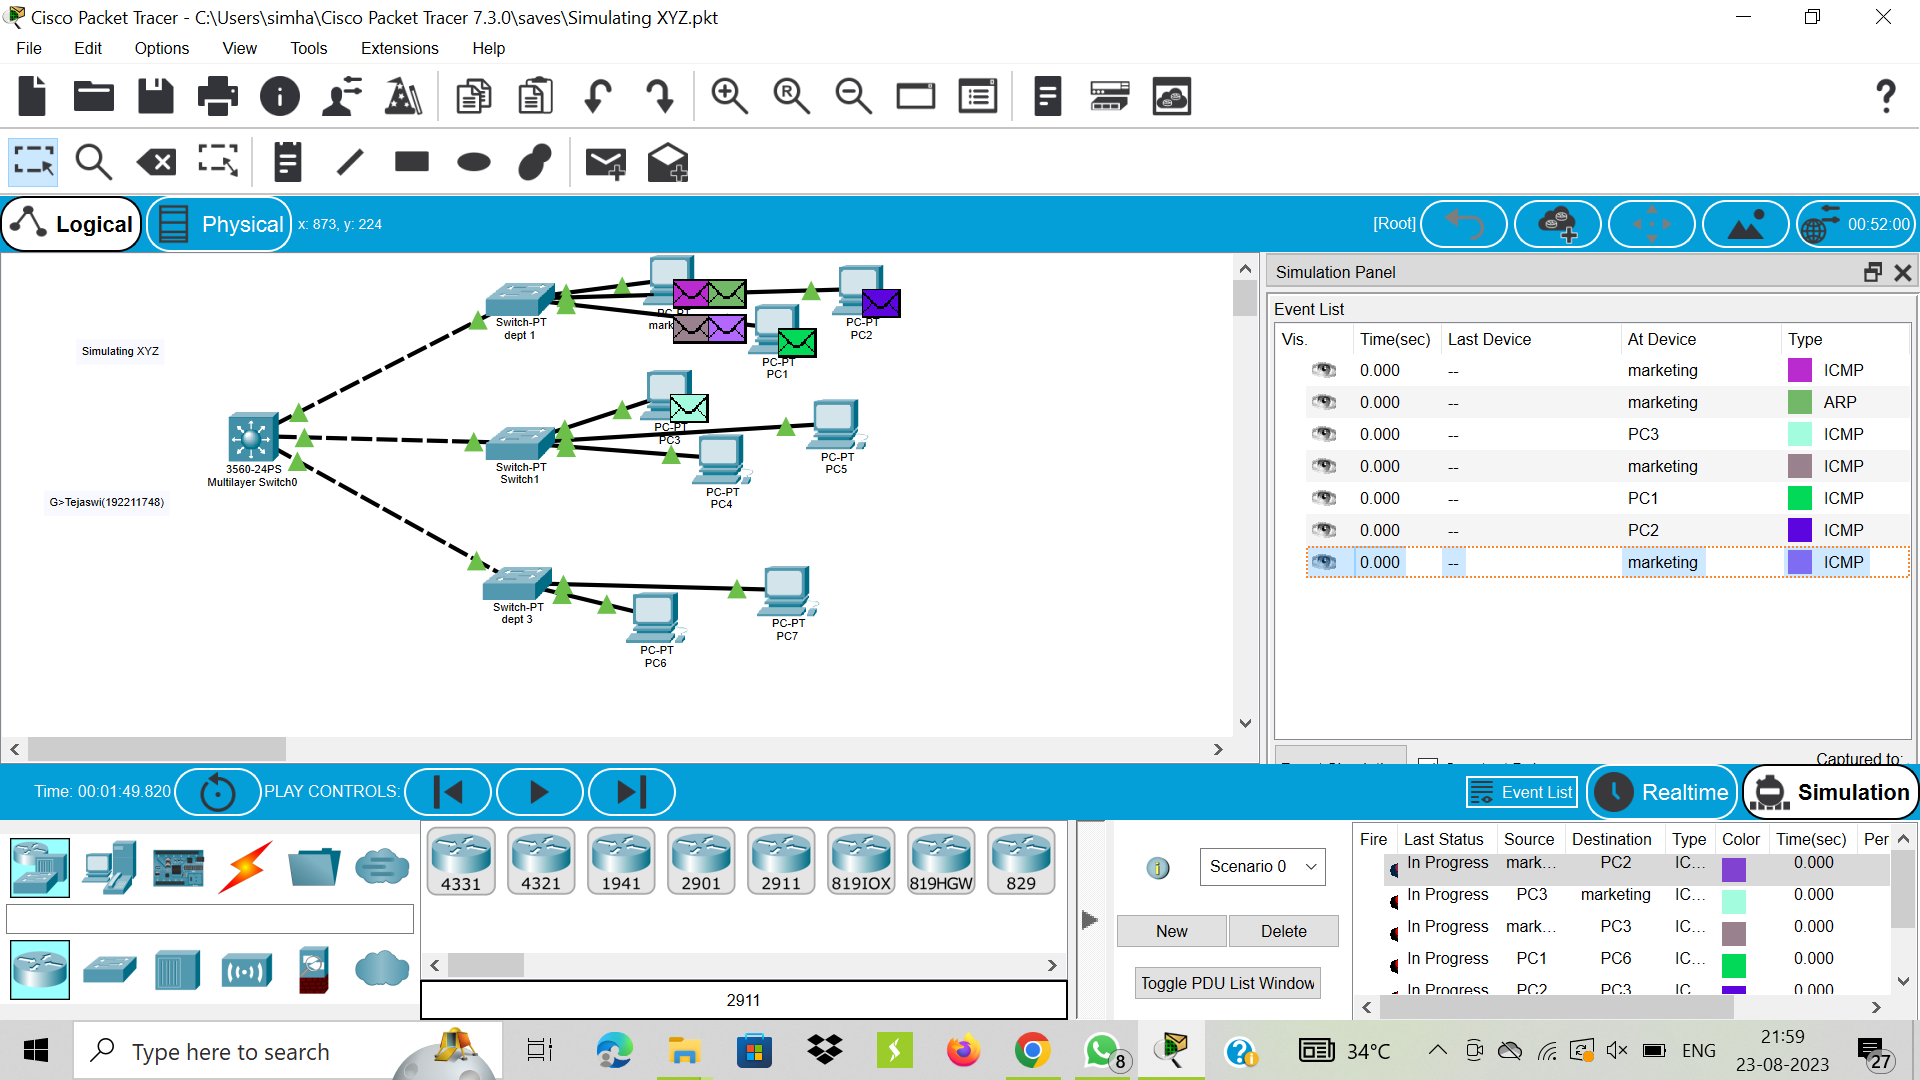 Cisco Packet Tracer - C:\Users\simha\Cisco Packet Tracer 7.3.0\saves\Simulating XYZ.pkt
File Edit Options View Tools Extensions Help
Logical Physical x: 873, y: 224 [Root] 00:52:00
Simulation Panel
Event List
Vis. Time(sec) Last Device At Device Type
0.000 -- marketing ICMP
0.000 -- marketing ARP
0.000 -- PC3 ICMP
0.000 -- marketing ICMP
0.000 -- PC1 ICMP
0.000 -- PC2 ICMP
0.000 -- marketing ICMP
Captured to:
Simulating XYZ
G>Tejaswi(192211748)
3560-24PS
Multilayer Switch0
Switch-PT
dept 1
PC-PT
mark
PC-PT
PC1
PC-PT
PC2
Switch-PT
Switch1
PC-PT
PC3
PC-PT
PC4
PC-PT
PC5
Switch-PT
dept 3
PC-PT
PC6
PC-PT
PC7
Time: 00:01:49.820 PLAY CONTROLS: Event List Realtime Simulation
4331 4321 1941 2901 2911 819IOX 819HGW 829
2911
Scenario 0
New Delete
Toggle PDU List Window
Fire Last Status Source Destination Type Color Time(sec) Per
In Progress mark... PC2 IC... 0.000
In Progress PC3 marketing IC... 0.000
In Progress mark... PC3 IC... 0.000
In Progress PC1 PC6 IC... 0.000
In Progress PC2 PC3 IC 0.000
Type here to search
8
34°C
ENG
21:59
23-08-2023
27